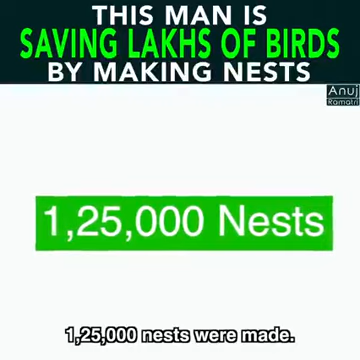 THIS MAN IS
SAVING LAKHS OF BIRDS
BY MAKING NESTS
Anuj
Ramatri
1,25,000 Nests
1,25,000 nests were made.